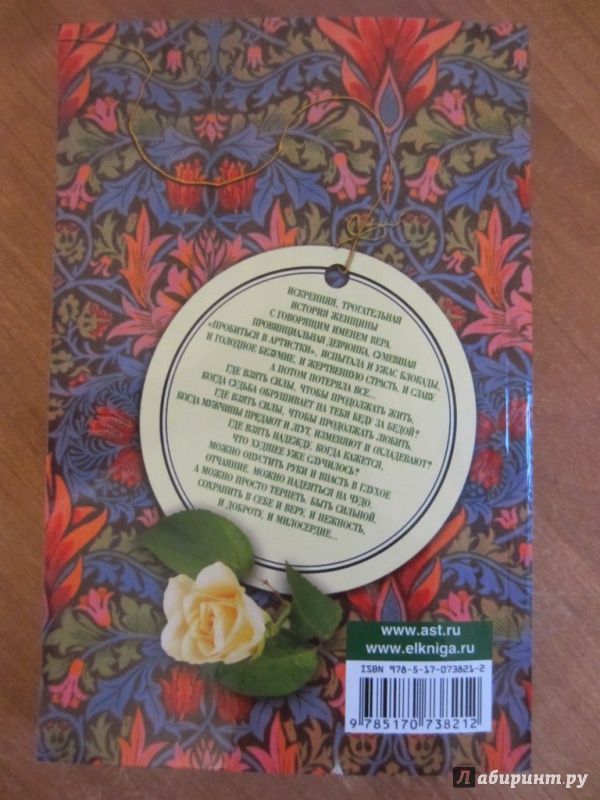 ИСКРЕННЯЯ, ТРОГАТЕЛЬНАЯ
ИСТОРИЯ ЖЕНЩИНЫ
С ГОВОРЯЩИМ ИМЕНЕМ ВЕРА.
ПРОВИНЦИАЛЬНАЯ ДЕВЧОНКА, СУМЕВШАЯ
«ПРОБИТЬСЯ В АРТИСТКИ», ИСПЫТАЛА И УЖАС БЛОКАДЫ,
И ГОЛОДНОЕ БЕЗУМИЕ, И ЖЕРТВЕННУЮ СТРАСТЬ, И СЛАВУ.
А ПОТОМ ПОТЕРЯЛА ВСЕ...
ГДЕ ВЗЯТЬ СИЛЫ, ЧТОБЫ ПРОДОЛЖАТЬ ЖИТЬ,
КОГДА СУДЬБА ОБРУШИВАЕТ НА ТЕБЯ БЕДУ ЗА БЕДОЙ?
ГДЕ ВЗЯТЬ СИЛЫ, ЧТОБЫ ПРОДОЛЖАТЬ ЛЮБИТЬ,
КОГДА МУЖЧИНЫ ПРЕДАЮТ И ЛГУТ, ИЗМЕНЯЮТ И ОХЛАДЕВАЮТ?
ГДЕ ВЗЯТЬ НАДЕЖДУ, КОГДА КАЖЕТСЯ,
ЧТО ХУДШЕЕ УЖЕ СЛУЧИЛОСЬ?
МОЖНО ОПУСТИТЬ РУКИ И ВПАСТЬ В ГЛУХОЕ
ОТЧАЯНИЕ. МОЖНО НАДЕЯТЬСЯ НА ЧУДО.
А МОЖНО ПРОСТО ТЕРПЕТЬ. БЫТЬ СИЛЬНОЙ.
СОХРАНИТЬ В СЕБЕ И ВЕРУ, И НЕЖНОСТЬ,
И ДОБРОТУ, И МИЛОСЕРДИЕ...
www.ast.ru
www.elkniga.ru
ISBN 978-5-17-073821-2
9 785170 738212
Лабиринт.ру